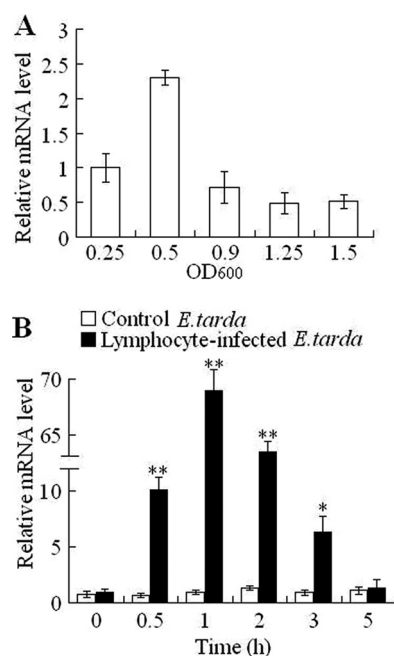 A
Relative mRNA level
3
2.5
2
1.5
1
0.5
0
0.25 0.5 0.9 1.25 1.5
OD600
B
Control E.tarda
Lymphocyte-infected E.tarda
Relative mRNA level
70
65
10
5
0
** ** ** *
0 0.5 1 2 3 5
Time (h)